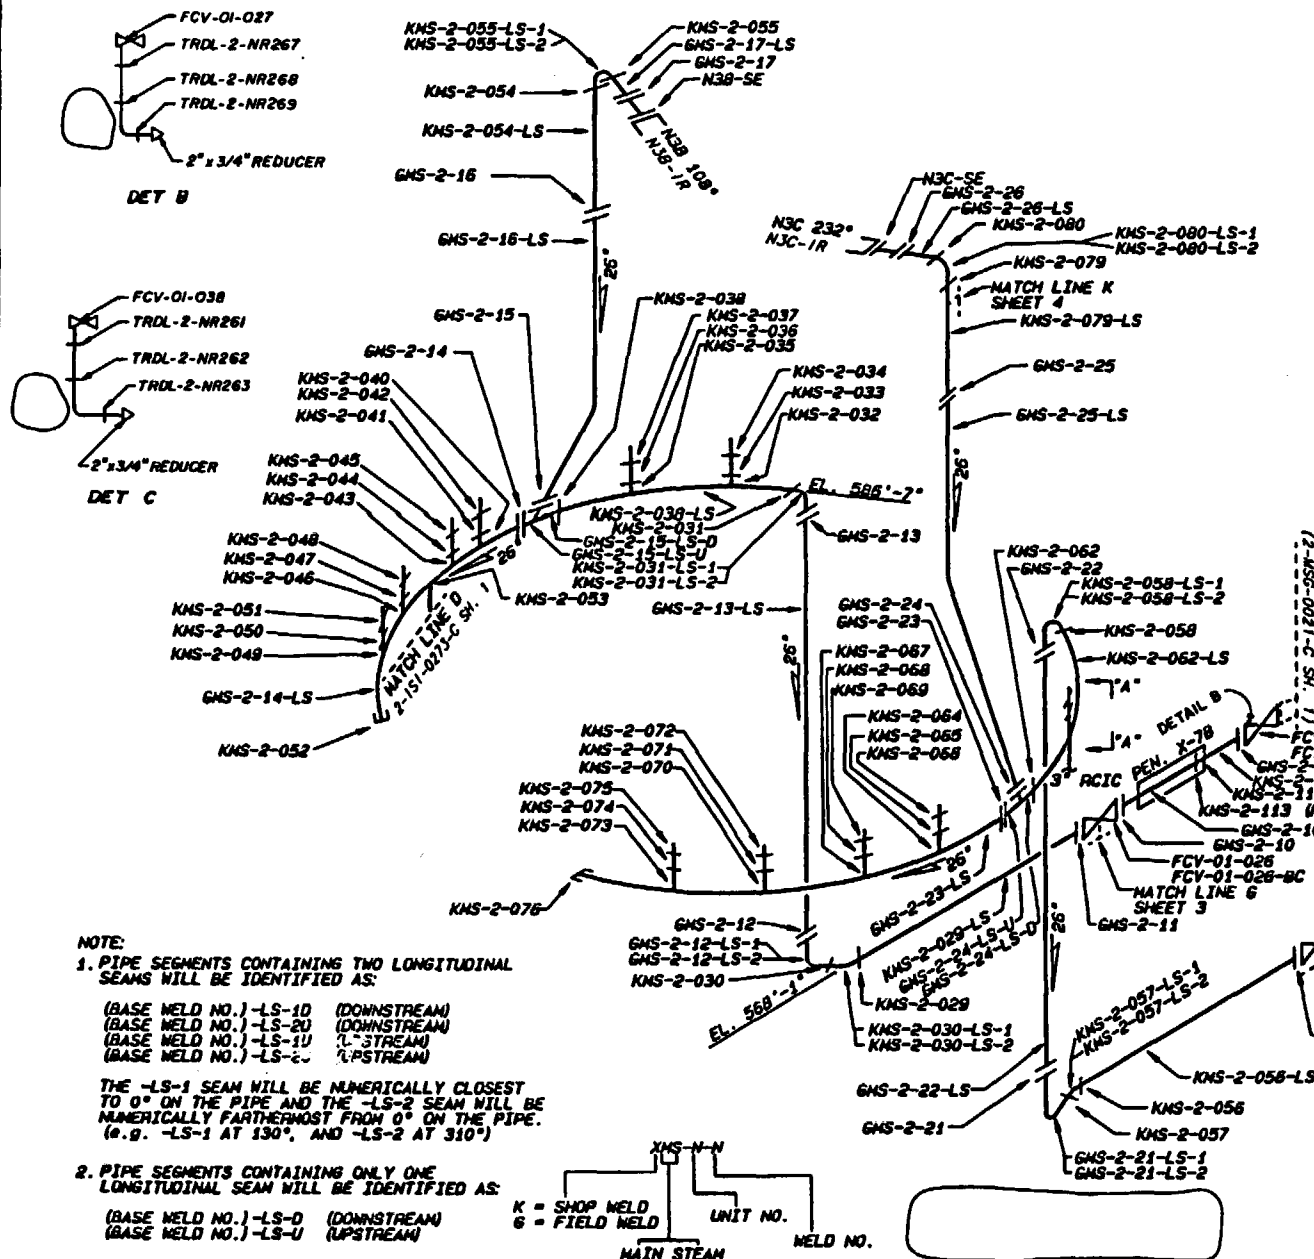 FCV-01-027
TRDL-2-NR267
TRDL-2-NR268
TRDL-2-NR269
2"x3/4" REDUCER
DET B
KMS-2-055-LS-1
KMS-2-055-LS-2
KMS-2-055
GMS-2-17-LS
GMS-2-17
N3B-SE
KMS-2-054
KMS-2-054-LS
N3B 108°
N3B-IR
GMS-2-16
GMS-2-16-LS
26"
N3C-SE
GMS-2-26
GMS-2-26-LS
KMS-2-080
N3C 232°
N3C-IR
KMS-2-080-LS-1
KMS-2-080-LS-2
KMS-2-079
MATCH LINE K
SHEET 4
KMS-2-079-LS
GMS-2-25
GMS-2-25-LS
26"
FCV-01-038
TRDL-2-NR261
TRDL-2-NR262
TRDL-2-NR263
2"x3/4" REDUCER
DET C
GMS-2-15
KMS-2-038
KMS-2-037
KMS-2-036
KMS-2-035
GMS-2-14
KMS-2-040
KMS-2-042
KMS-2-041
KMS-2-034
KMS-2-033
KMS-2-032
KMS-2-045
KMS-2-044
KMS-2-043
EL. 586'-7"
KMS-2-038-LS
KMS-2-031
GMS-2-15-LS-D
GMS-2-15-LS-U
KMS-2-031-LS-1
KMS-2-031-LS-2
GMS-2-13
26"
KMS-2-048
KMS-2-047
KMS-2-046
KMS-2-053
GMS-2-13-LS
KMS-2-051
KMS-2-050
KMS-2-049
MATCH LINE D
2-ISI-0273-C SH. 1
GMS-2-14-LS
KMS-2-052
26"
KMS-2-062
GMS-2-22
KMS-2-058-LS-1
KMS-2-058-LS-2
GMS-2-24
GMS-2-23
KMS-2-058
KMS-2-062-LS
"A"
"A"
KMS-2-067
KMS-2-068
KMS-2-069
KMS-2-064
KMS-2-065
KMS-2-066
KMS-2-072
KMS-2-071
KMS-2-070
KMS-2-075
KMS-2-074
KMS-2-073
KMS-2-076
3" RCIC
DETAIL B
PEN. X-7B
KMS-2-113
GMS-2-10
FCV-01-026
FCV-01-026-BC
MATCH LINE G
SHEET 3
GMS-2-11
26"
GMS-2-23-LS
KMS-2-029-LS
GMS-2-24-LS-U
GMS-2-24-LS-D
GMS-2-12
GMS-2-12-LS-1
GMS-2-12-LS-2
KMS-2-030
EL. 568'-1"
KMS-2-029
KMS-2-030-LS-1
KMS-2-030-LS-2
26"
KMS-2-057-LS-1
KMS-2-057-LS-2
GMS-2-22-LS
GMS-2-21
KMS-2-056-LS
KMS-2-056
KMS-2-057
GMS-2-21-LS-1
GMS-2-21-LS-2
NOTE:
1. PIPE SEGMENTS CONTAINING TWO LONGITUDINAL
SEAMS WILL BE IDENTIFIED AS:
(BASE WELD NO.)-LS-1D (DOWNSTREAM)
(BASE WELD NO.)-LS-2D (DOWNSTREAM)
(BASE WELD NO.)-LS-1U (UPSTREAM)
(BASE WELD NO.)-LS-2U (UPSTREAM)
THE -LS-1 SEAM WILL BE NUMERICALLY CLOSEST
TO 0° ON THE PIPE AND THE -LS-2 SEAM WILL BE
NUMERICALLY FARTHERMOST FROM 0° ON THE PIPE.
(e.g. -LS-1 AT 130°, AND -LS-2 AT 310°)
2. PIPE SEGMENTS CONTAINING ONLY ONE
LONGITUDINAL SEAM WILL BE IDENTIFIED AS:
(BASE WELD NO.)-LS-D (DOWNSTREAM)
(BASE WELD NO.)-LS-U (UPSTREAM)
XMS-N-N
K = SHOP WELD
G = FIELD WELD
UNIT NO.
WELD NO.
MAIN STEAM